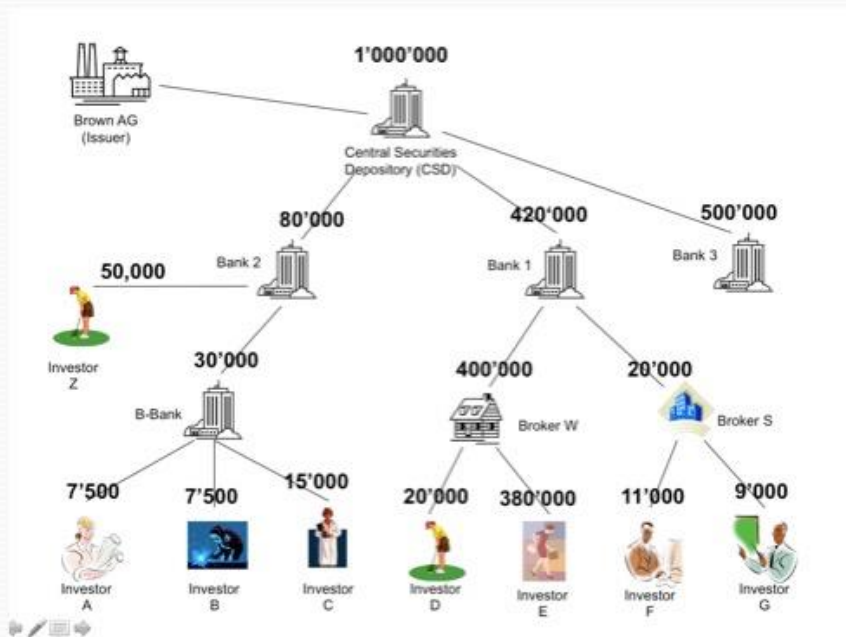 1'000'000
Brown AG
(Issuer)
Central Securities
Depository (CSD)
80'000
420'000
500'000
Bank 2
Bank 1
Bank 3
50,000
Investor
Z
30'000
400'000
20'000
B-Bank
Broker W
Broker S
7'500
7'500
15'000
20'000
380'000
11'000
9'000
Investor
A
Investor
B
Investor
C
Investor
D
Investor
E
Investor
F
Investor
G